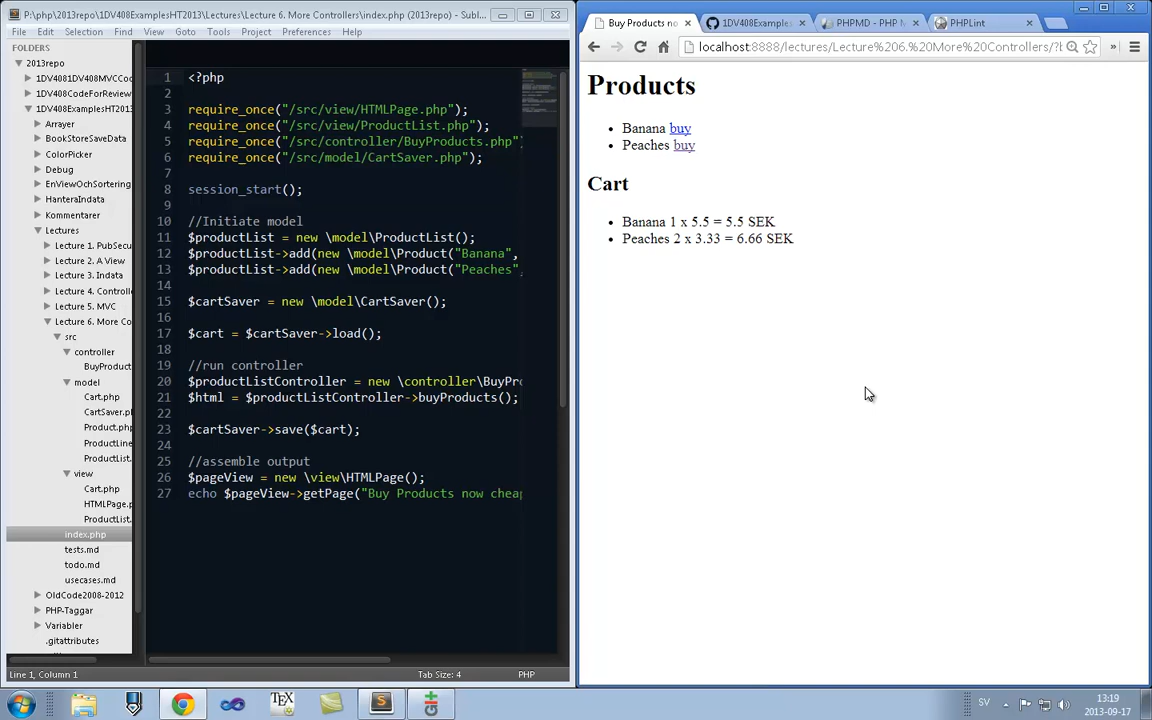 P:\php\2013repo\1DV408ExamplesHT2013\Lectures\Lecture 6. More Controllers\index.php (2013repo) - Subl...
File Edit Selection Find View Goto Tools Project Preferences Help
FOLDERS
2013repo
1DV4081DV408MVCCod
1DV408CodeForReview
1DV408ExamplesHT2013
Arrayer
BookStoreSaveData
ColorPicker
Debug
EnViewOchSortering
HanteraIndata
Kommentarer
Lectures
Lecture 1. PubSec
Lecture 2. A View
Lecture 3. Indata
Lecture 4. Controlle
Lecture 5. MVC
Lecture 6. More Co
src
controller
BuyProduct
model
Cart.php
CartSaver.p
Product.php
ProductLine
ProductList.
view
Cart.php
HTMLPage.p
ProductList.
index.php
tests.md
todo.md
usecases.md
OldCode2008-2012
PHP-Taggar
Variabler
.gitattributes
1 <?php
2
3 require_once("/src/view/HTMLPage.php");
4 require_once("/src/view/ProductList.php");
5 require_once("/src/controller/BuyProducts.php")
6 require_once("/src/model/CartSaver.php");
7
8 session_start();
9
10 //Initiate model
11 $productList = new \model\ProductList();
12 $productList->add(new \model\Product("Banana",
13 $productList->add(new \model\Product("Peaches",
14
15 $cartSaver = new \model\CartSaver();
16
17 $cart = $cartSaver->load();
18
19 //run controller
20 $productListController = new \controller\BuyPro
21 $html = $productListController->buyProducts();
22
23 $cartSaver->save($cart);
24
25 //assemble output
26 $pageView = new \view\HTMLPage();
27 echo $pageView->getPage("Buy Products now cheap
Line 1, Column 1
Tab Size: 4
PHP
Buy Products no
1DV408Examples
PHPMD - PHP M
PHPLint
localhost:8888/lectures/Lecture%206.%20More%20Controllers/?b
Products
Banana buy
Peaches buy
Cart
Banana 1 x 5.5 = 5.5 SEK
Peaches 2 x 3.33 = 6.66 SEK
SV
13:19
2013-09-17